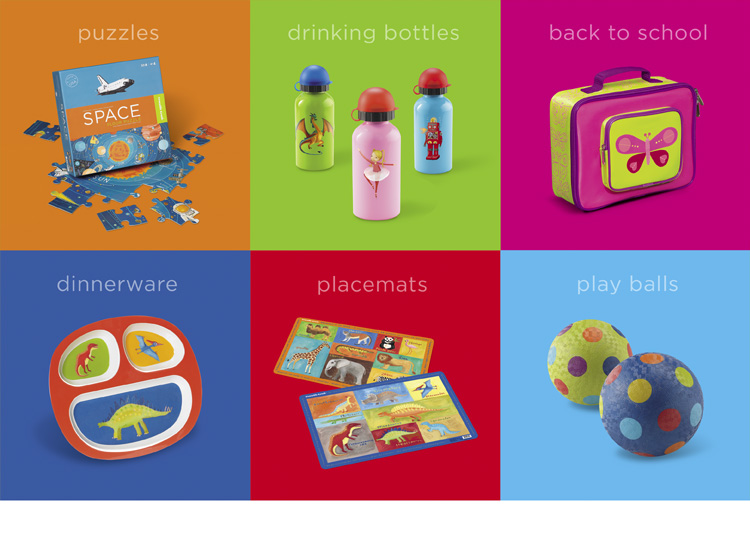 puzzles
drinking bottles
back to school
SPACE
dinnerware
placemats
play balls